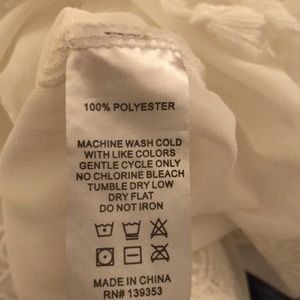 100% POLYESTER
MACHINE WASH COLD
WITH LIKE COLORS
GENTLE CYCLE ONLY
NO CHLORINE BLEACH
TUMBLE DRY LOW
DRY FLAT
DO NOT IRON
MADE IN CHINA
RN# 139353